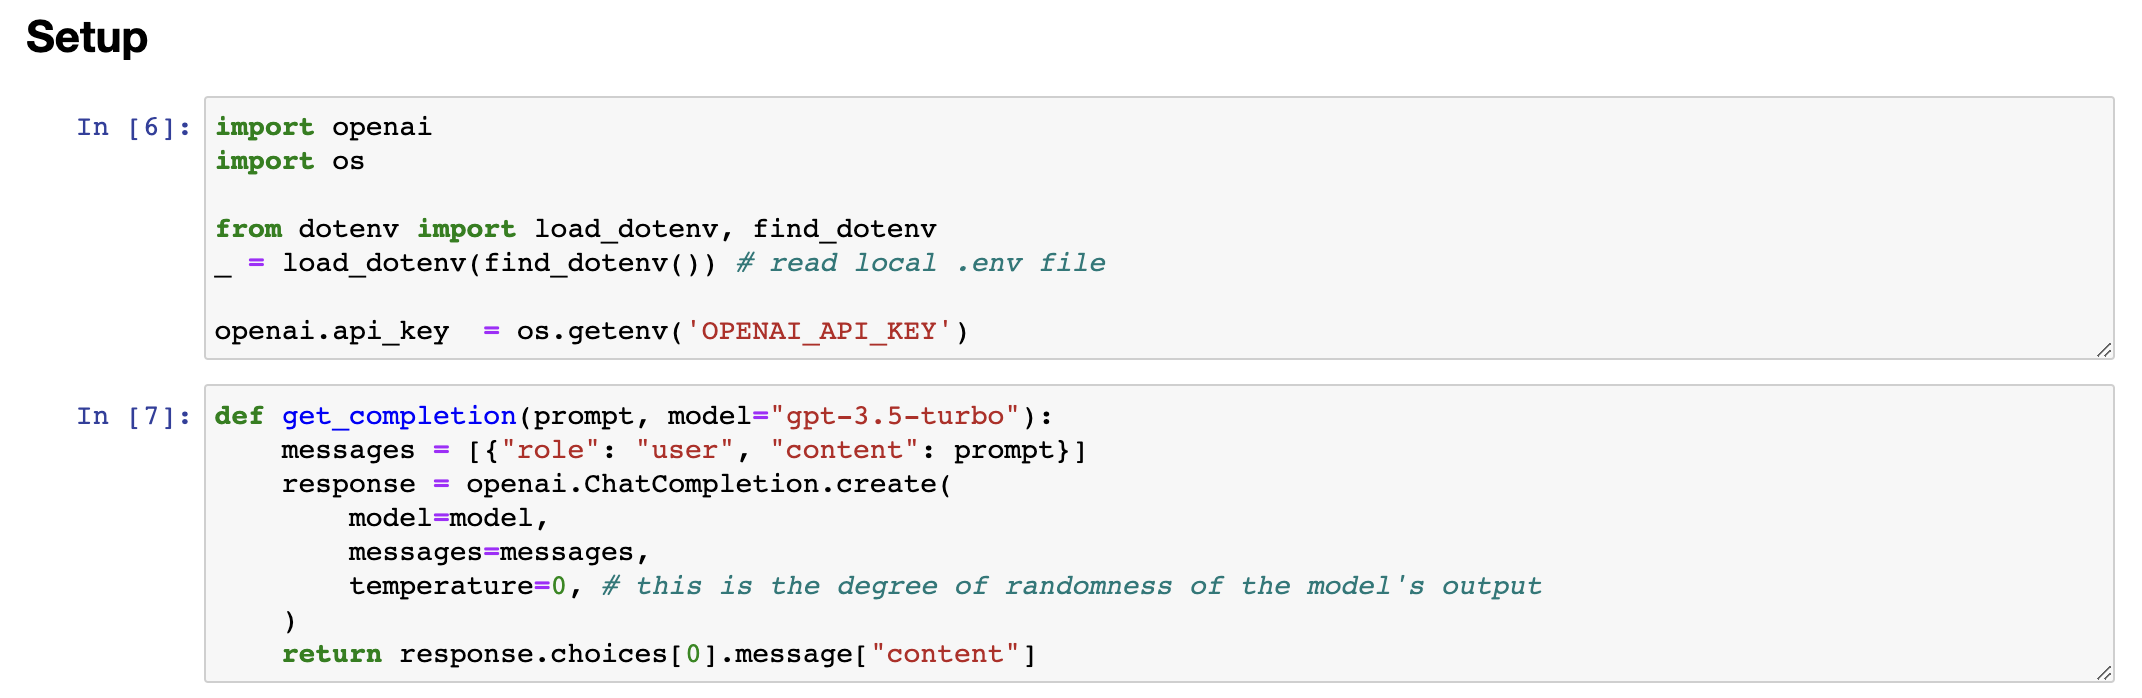 Setup
In [6]:
import openai
import os
from dotenv import load_dotenv, find_dotenv
_ = load_dotenv(find_dotenv()) # read local .env file
openai.api_key  = os.getenv('OPENAI_API_KEY')
In [7]:
def get_completion(prompt, model="gpt-3.5-turbo"):
    messages = [{"role": "user", "content": prompt}]
    response = openai.ChatCompletion.create(
        model=model,
        messages=messages,
        temperature=0, # this is the degree of randomness of the model's output
    )
    return response.choices[0].message["content"]